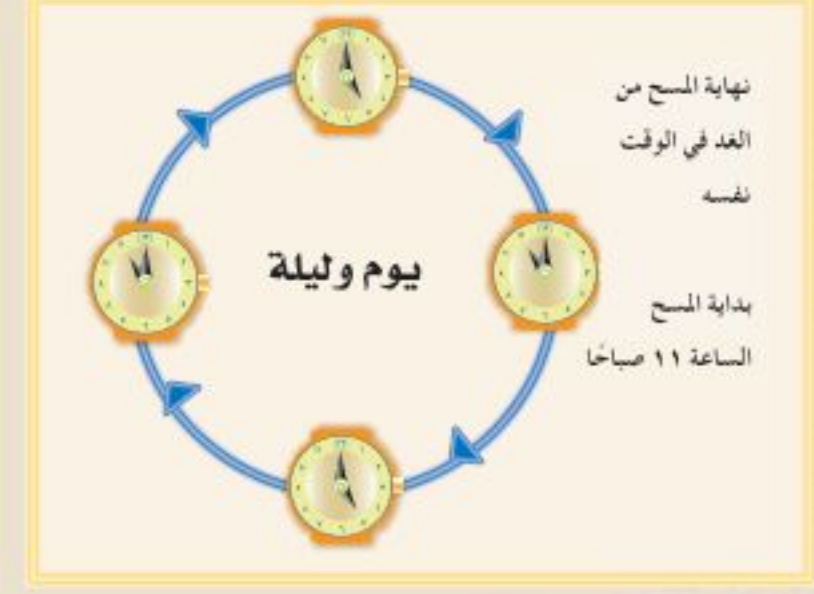 نهاية المسح من
الغد في الوقت
نفسه
يوم وليلة
بداية المسح
الساعة ١١ صباحًا